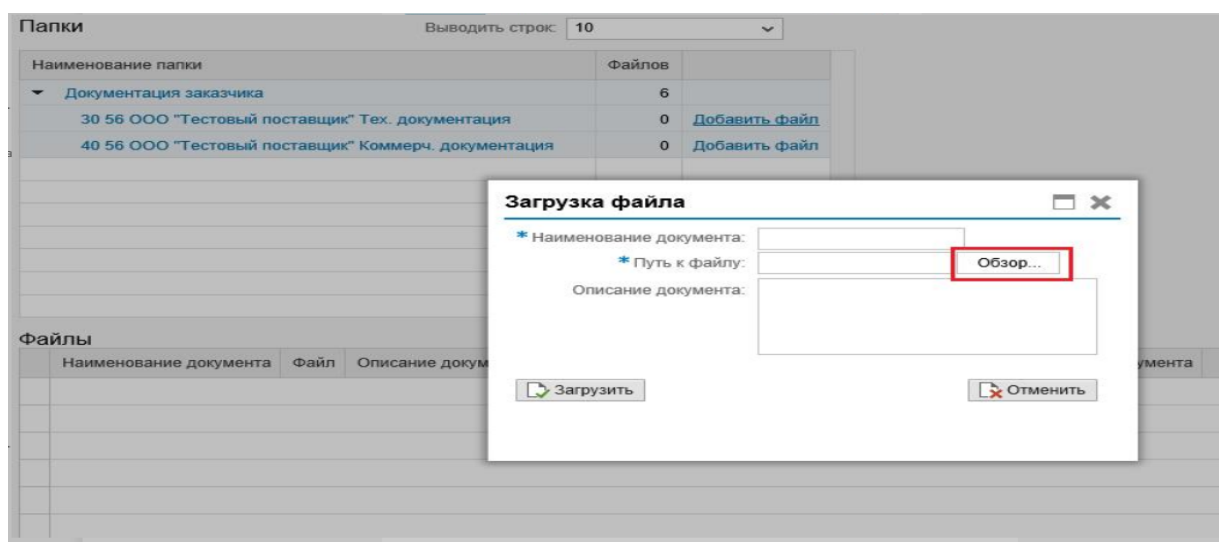 Папки Выводить строк: 10
Наименование папки Файлов
Документация заказчика 6
30 56 ООО "Тестовый поставщик" Тех. документация 0 Добавить файл
40 56 ООО "Тестовый поставщик" Коммерч. документация 0 Добавить файл
Загрузка файла
* Наименование документа:
* Путь к файлу: Обзор...
Описание документа:
Файлы
Наименование документа Файл Описание докум умента
Загрузить Отменить